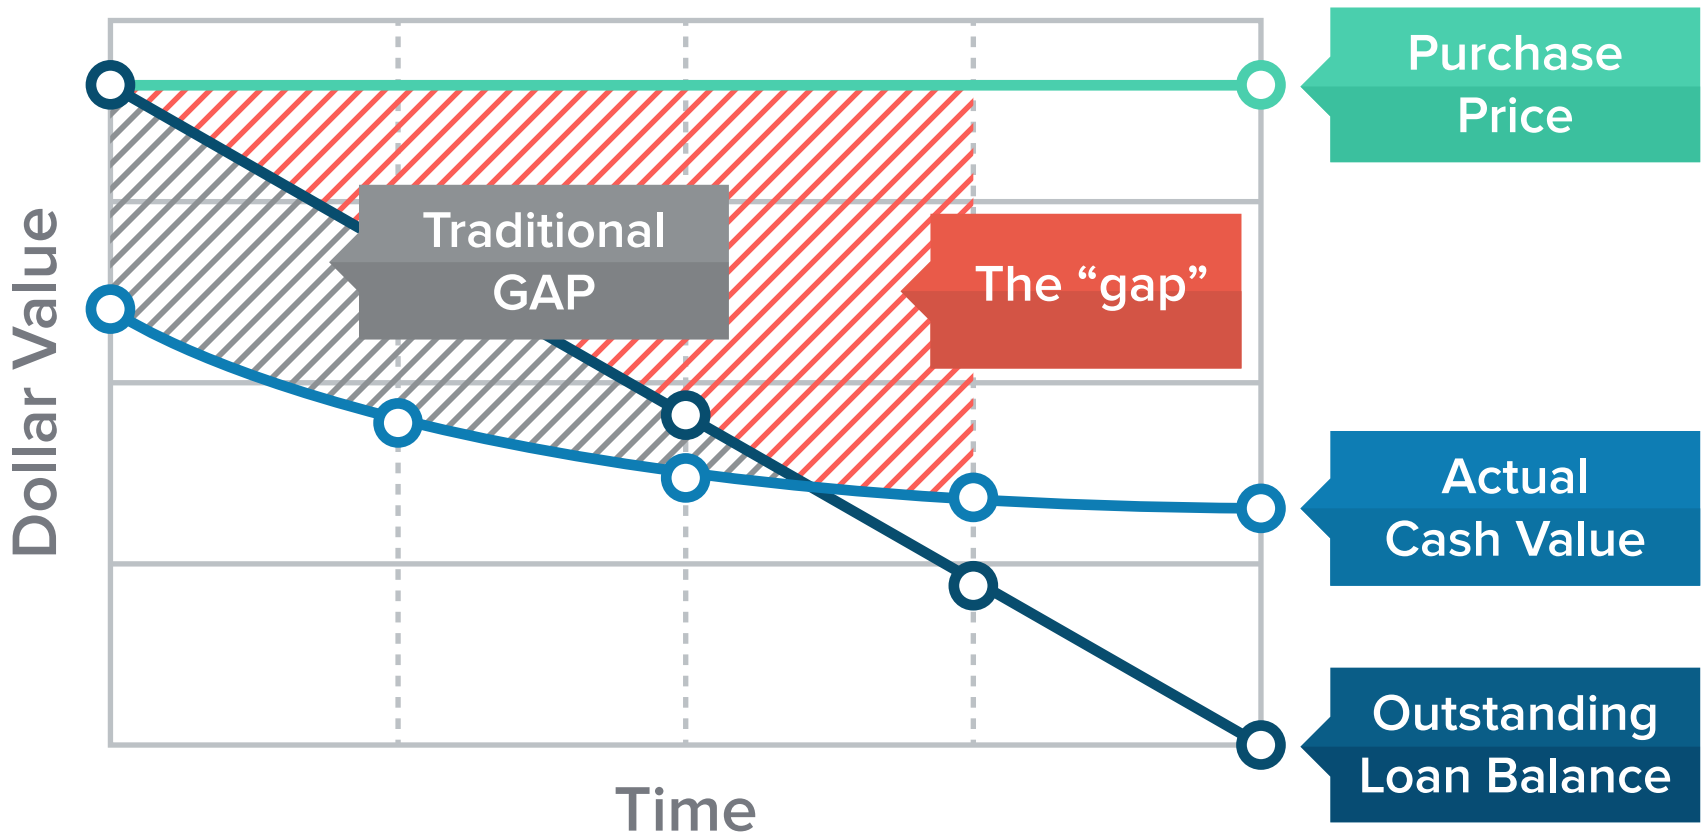 Purchase
Price
Traditional
GAP
The “gap”
Dollar Value
Actual
Cash Value
Outstanding
Loan Balance
Time